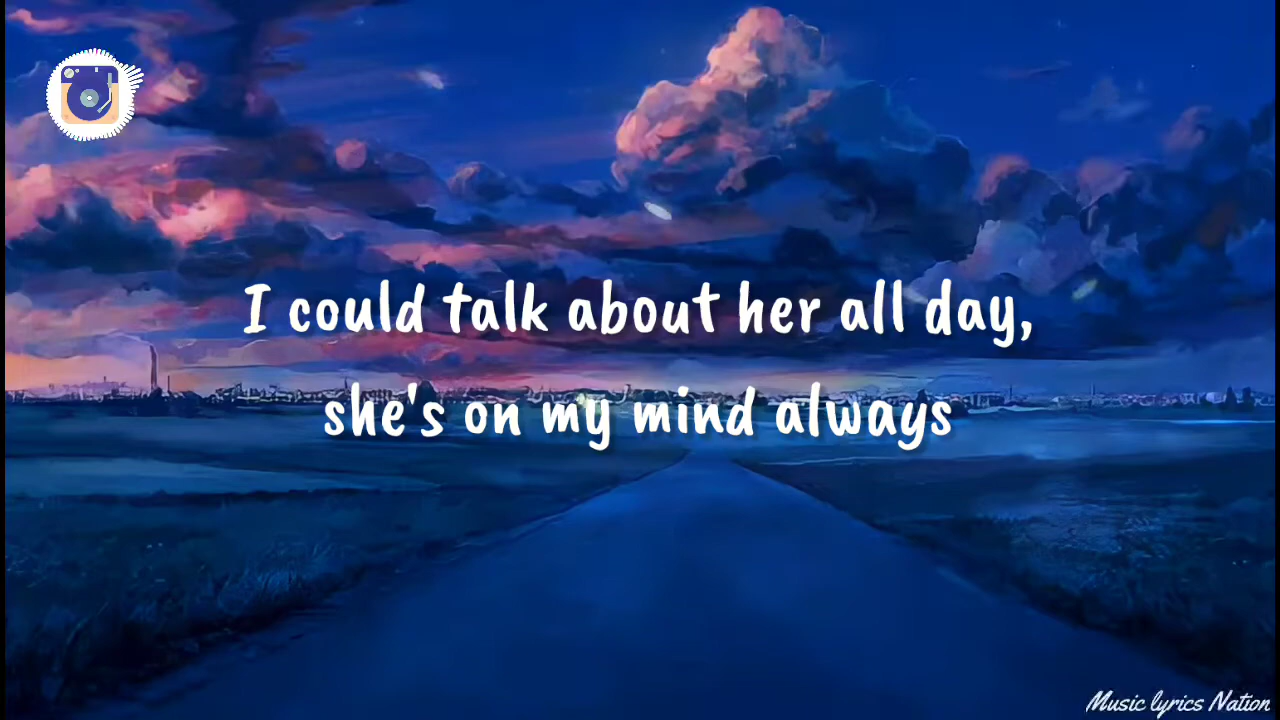 I could talk about her all day,
she's on my mind always
Music lyrics Nation